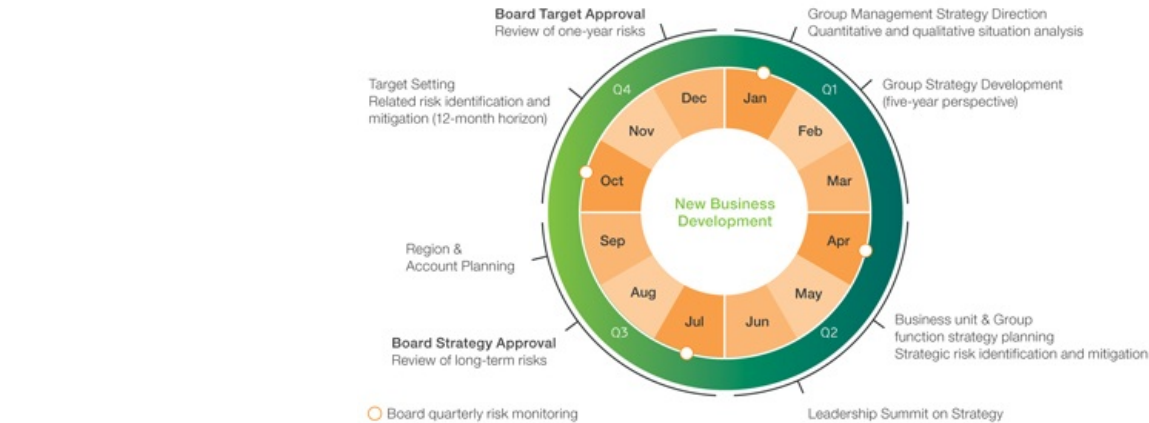 Board Target Approval
Review of one-year risks
Group Management Strategy Direction
Quantitative and qualitative situation analysis
Target Setting
Related risk identification and
mitigation (12-month horizon)
Group Strategy Development
(five-year perspective)
Q4
Q1
Dec
Jan
Nov
Feb
Oct
Mar
New Business
Development
Sep
Apr
Aug
May
Jul
Jun
Q3
Q2
Region &
Account Planning
Business unit & Group
function strategy planning
Strategic risk identification and mitigation
Board Strategy Approval
Review of long-term risks
Board quarterly risk monitoring
Leadership Summit on Strategy